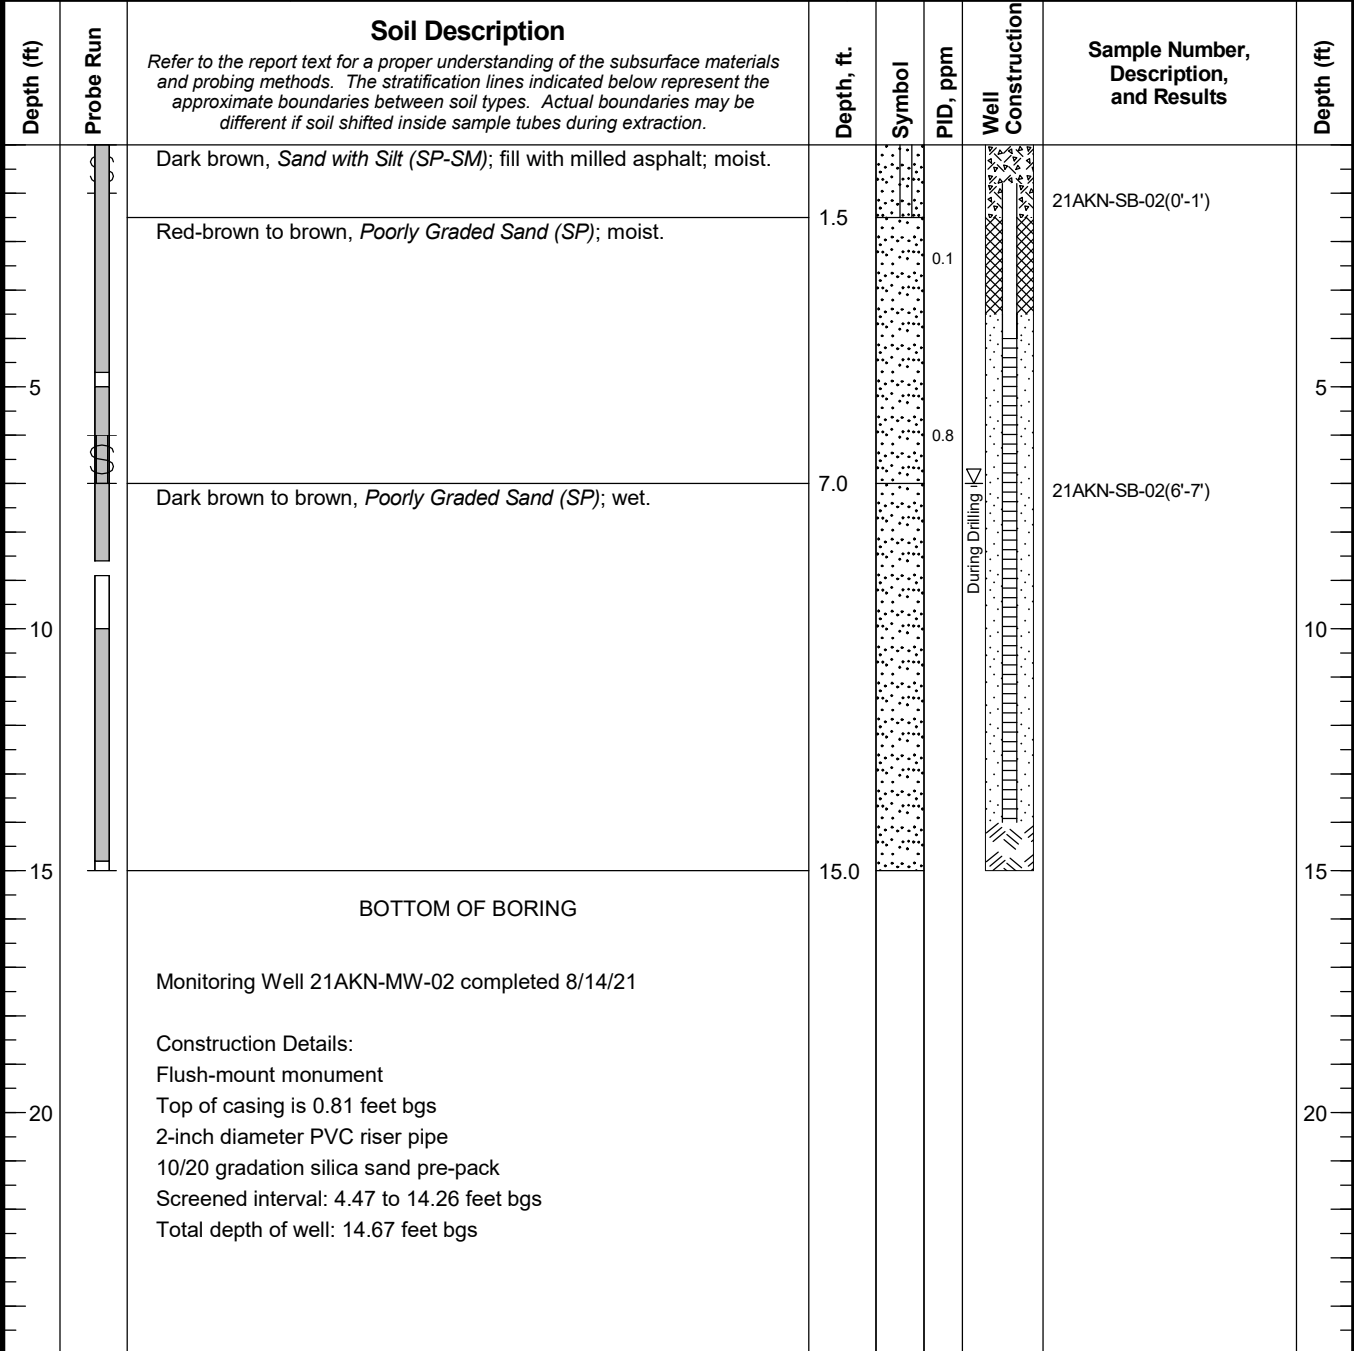 Depth (ft)
Probe Run
Soil Description
Refer to the report text for a proper understanding of the subsurface materials
and probing methods. The stratification lines indicated below represent the
approximate boundaries between soil types. Actual boundaries may be
different if soil shifted inside sample tubes during extraction.
Depth, ft.
Symbol
PID, ppm
Well
Construction
Sample Number,
Description,
and Results
Depth (ft)
Dark brown, Sand with Silt (SP-SM); fill with milled asphalt; moist.
21AKN-SB-02(0'-1')
1.5
Red-brown to brown, Poorly Graded Sand (SP); moist.
0.1
5
5
0.8
S
7.0
21AKN-SB-02(6'-7')
Dark brown to brown, Poorly Graded Sand (SP); wet.
During Drilling
10
10
15
15.0
15
BOTTOM OF BORING
Monitoring Well 21AKN-MW-02 completed 8/14/21
Construction Details:
Flush-mount monument
Top of casing is 0.81 feet bgs
20
20
2-inch diameter PVC riser pipe
10/20 gradation silica sand pre-pack
Screened interval: 4.47 to 14.26 feet bgs
Total depth of well: 14.67 feet bgs